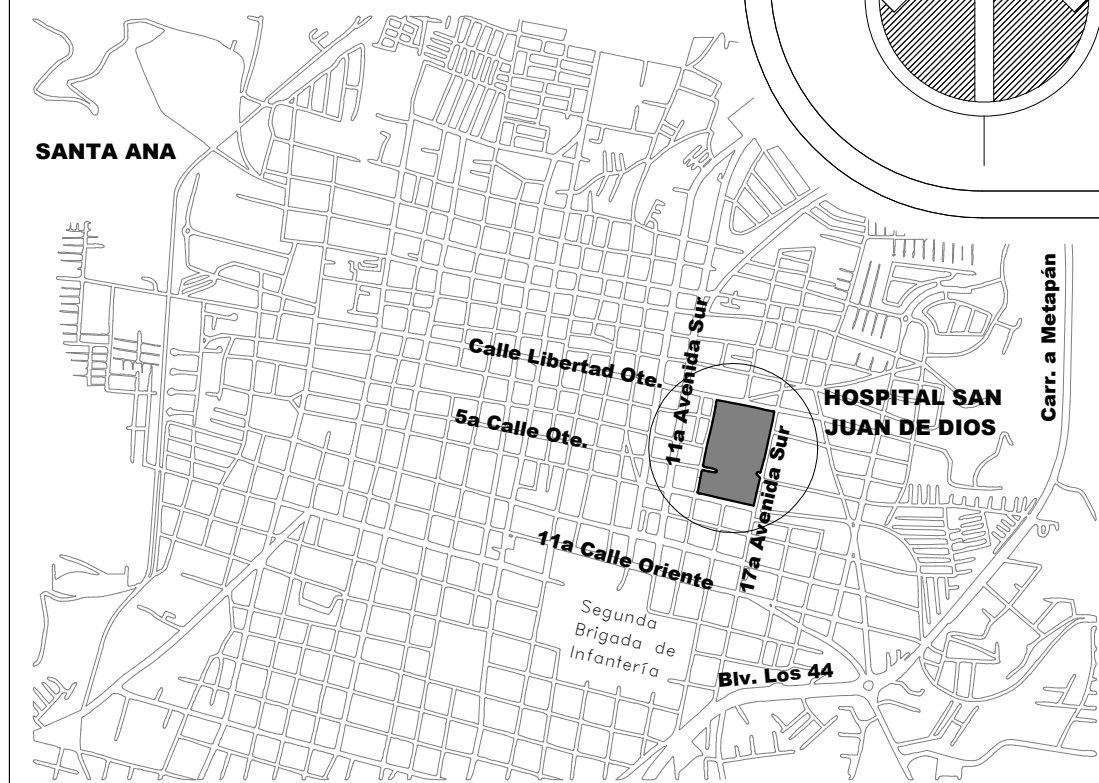 SANTA ANA
Carr. a Metapán
11a Avenida Sur
Calle Libertad Ote.
HOSPITAL SAN
JUAN DE DIOS
5a Calle Ote.
17a Avenida Sur
11a Calle Oriente
Segunda
Brigada de
Infantería
Blv. Los 44